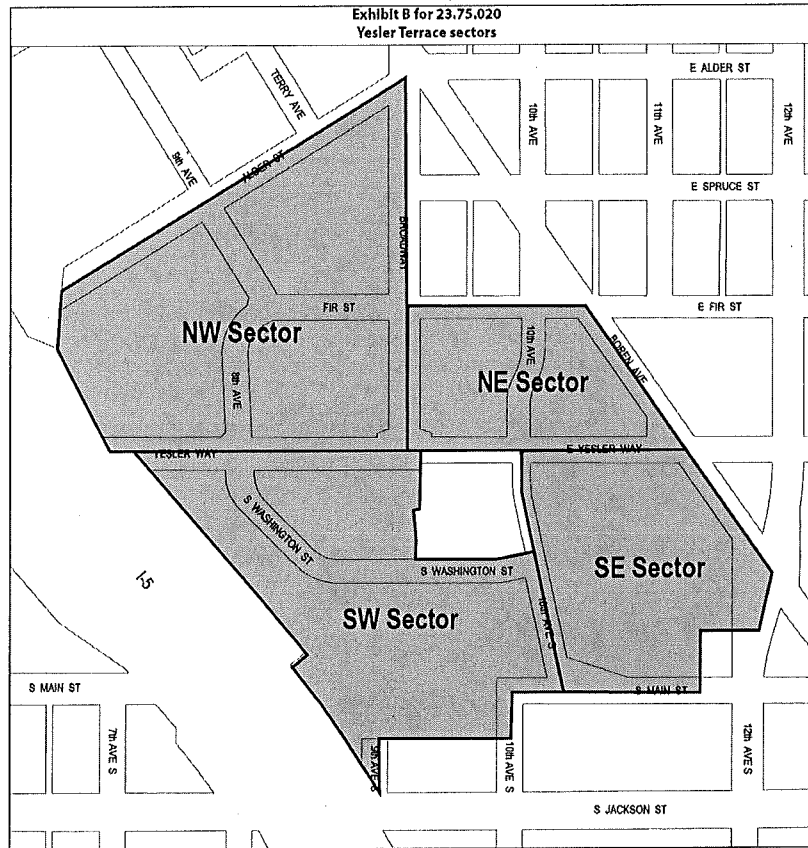 Exhibit B for 23.75.020
Yesler Terrace sectors
E ALDER ST
TERRY AVE
9th AVE
10th AVE
11th AVE
12th AVE
ALDER ST
E SPRUCE ST
BROADWAY
FIR ST
E FIR ST
NW Sector
10th AVE
BOREN AVE
NE Sector
8th AVE
YESLER WAY
E YESLER WAY
S WASHINGTON ST
S WASHINGTON ST
I-5
SE Sector
SW Sector
10th AVE S
S MAIN ST
S MAIN ST
7th AVE S
9th AVE S
10th AVE S
12th AVE S
S JACKSON ST